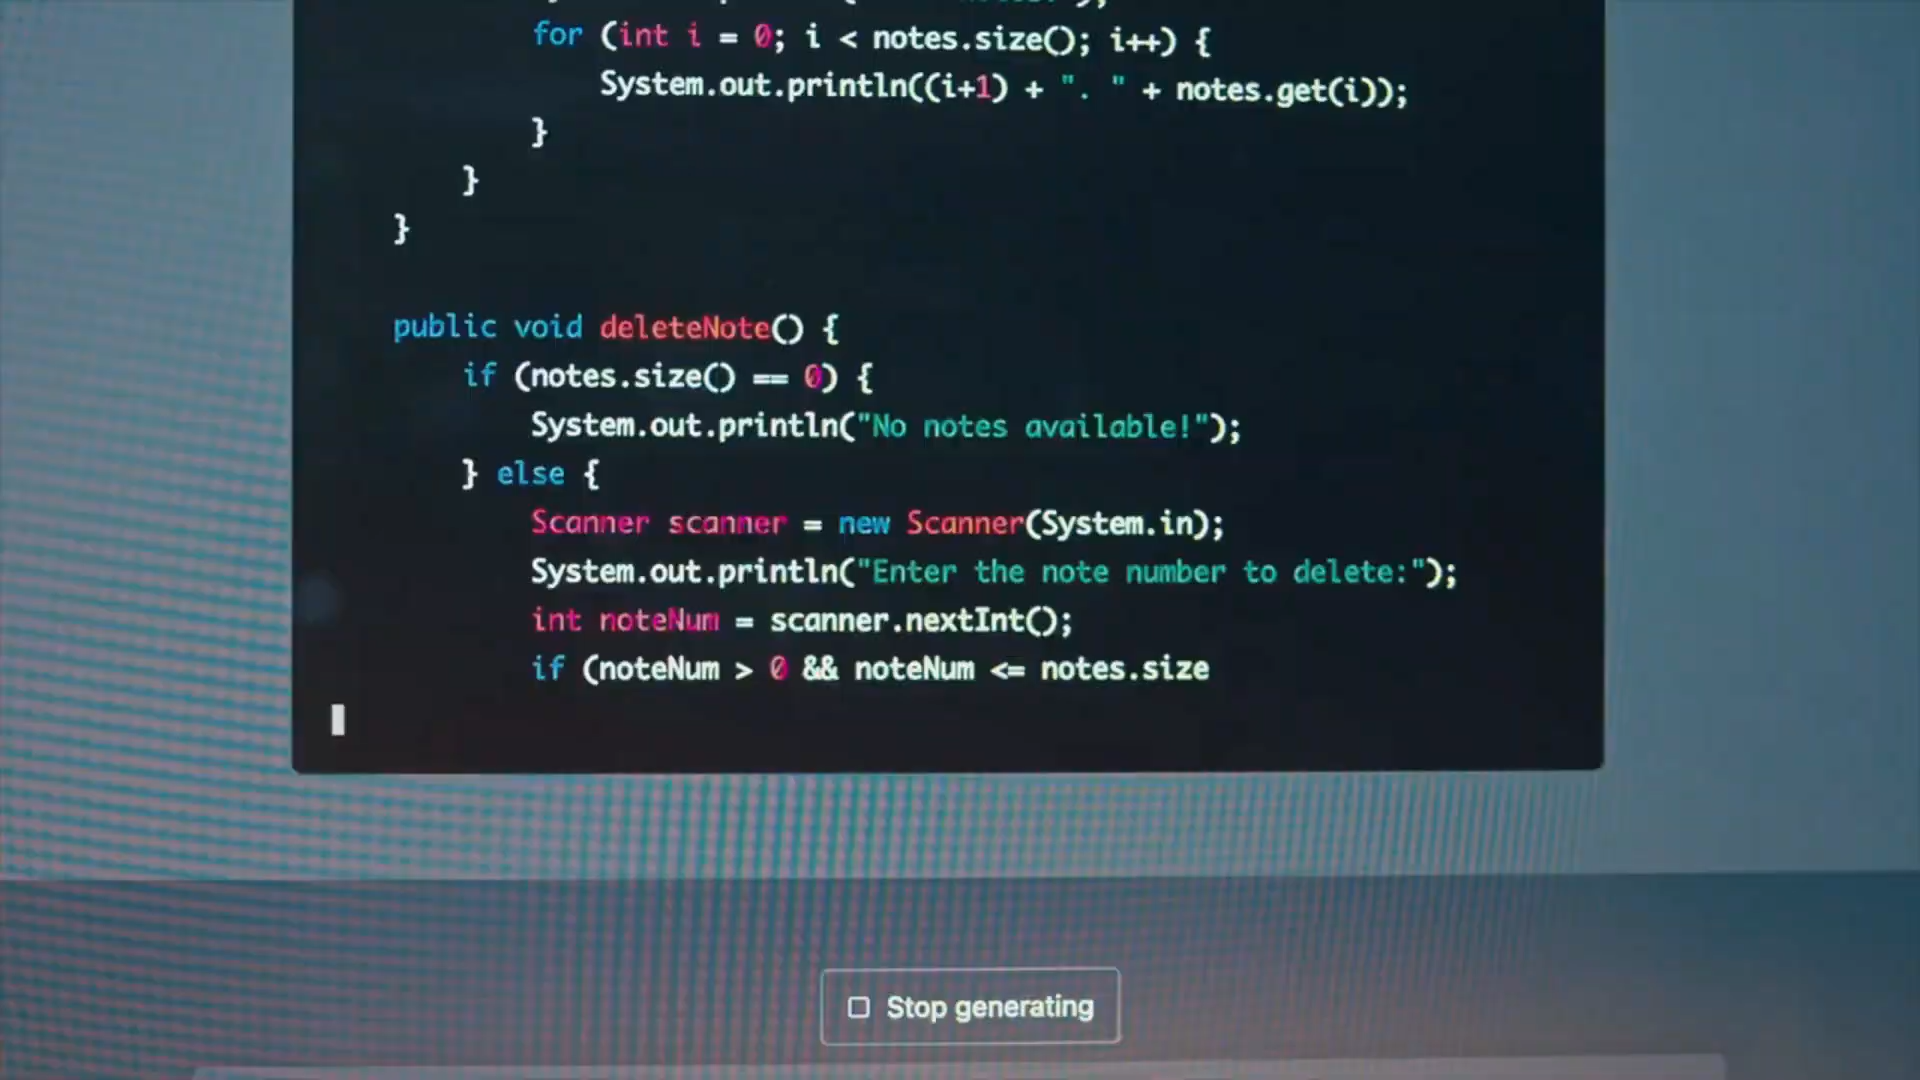 for (int i = 0; i < notes.size(); i++) {
System.out.println((i+1) + ". " + notes.get(i));
}
}
}
public void deleteNote() {
if (notes.size() == 0) {
System.out.println("No notes available!");
} else {
Scanner scanner = new Scanner(System.in);
System.out.println("Enter the note number to delete:");
int noteNum = scanner.nextInt();
if (noteNum > 0 && noteNum <= notes.size
Stop generating